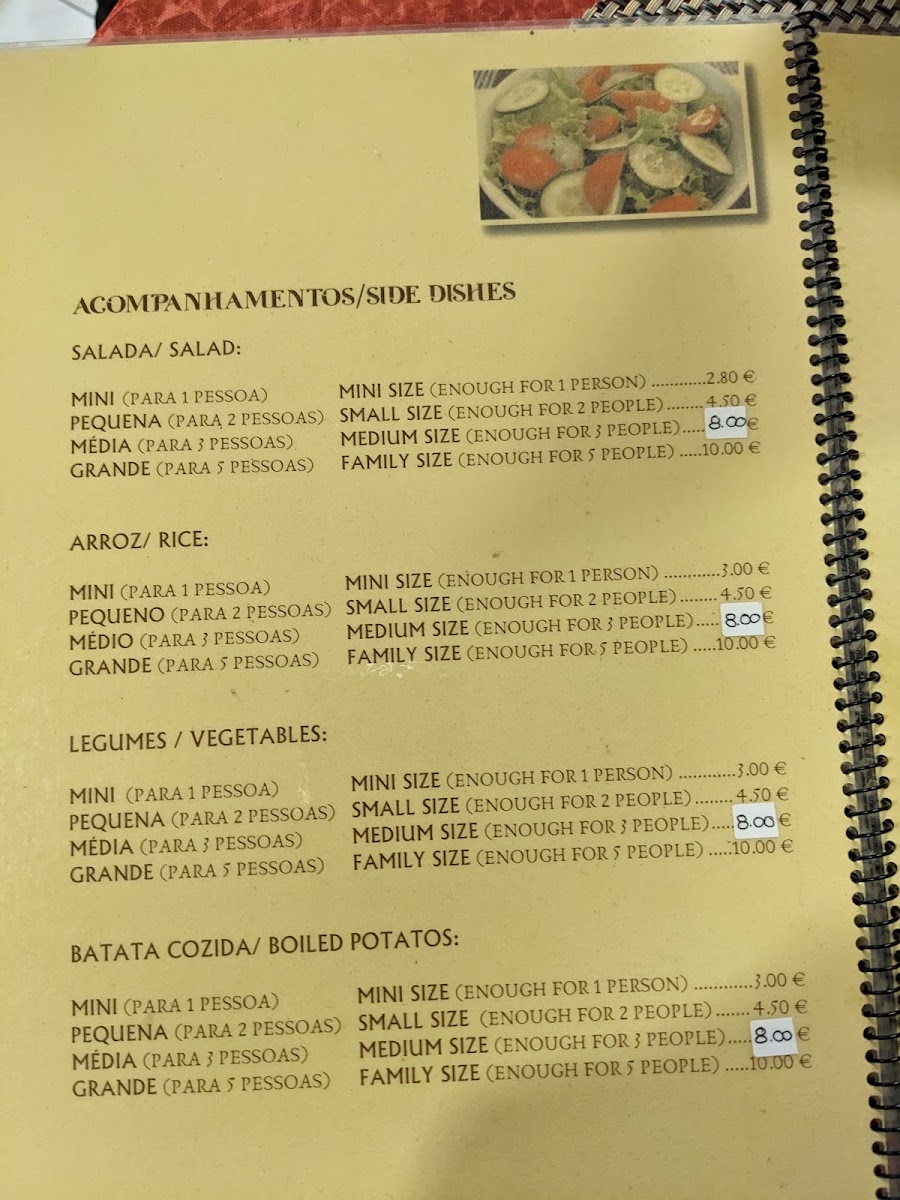 ACOMPANHAMENTOS/SIDE DISHES
SALADA/ SALAD:
MINI (PARA 1 PESSOA) MINI SIZE (ENOUGH FOR 1 PERSON) ............2.80 €
PEQUENA (PARA 2 PESSOAS) SMALL SIZE (ENOUGH FOR 2 PEOPLE) ........ 4.50 €
MÉDIA (PARA 3 PESSOAS) MEDIUM SIZE (ENOUGH FOR 3 PEOPLE)..... 8.00 €
GRANDE (PARA 5 PESSOAS) FAMILY SIZE (ENOUGH FOR 5 PEOPLE) .....10.00 €
ARROZ/ RICE:
MINI (PARA 1 PESSOA) MINI SIZE (ENOUGH FOR 1 PERSON) ............3.00 €
PEQUENO (PARA 2 PESSOAS) SMALL SIZE (ENOUGH FOR 2 PEOPLE) ........ 4.50 €
MÉDIO (PARA 3 PESSOAS) MEDIUM SIZE (ENOUGH FOR 3 PEOPLE)..... 8.00 €
GRANDE (PARA 5 PESSOAS) FAMILY SIZE (ENOUGH FOR 5 PEOPLE) .....10.00 €
LEGUMES / VEGETABLES:
MINI (PARA 1 PESSOA) MINI SIZE (ENOUGH FOR 1 PERSON) ............3.00 €
PEQUENA (PARA 2 PESSOAS) SMALL SIZE (ENOUGH FOR 2 PEOPLE) ........ 4.50 €
MÉDIA (PARA 3 PESSOAS) MEDIUM SIZE (ENOUGH FOR 3 PEOPLE)..... 8.00 €
GRANDE (PARA 5 PESSOAS) FAMILY SIZE (ENOUGH FOR 5 PEOPLE) .....10.00 €
BATATA COZIDA/ BOILED POTATOS:
MINI (PARA 1 PESSOA) MINI SIZE (ENOUGH FOR 1 PERSON) ............3.00 €
PEQUENA (PARA 2 PESSOAS) SMALL SIZE (ENOUGH FOR 2 PEOPLE) ....... 4.50 €
MÉDIA (PARA 3 PESSOAS) MEDIUM SIZE (ENOUGH FOR 3 PEOPLE)..... 8.00 €
GRANDE (PARA 5 PESSOAS) FAMILY SIZE (ENOUGH FOR 5 PEOPLE) .....10.00 €